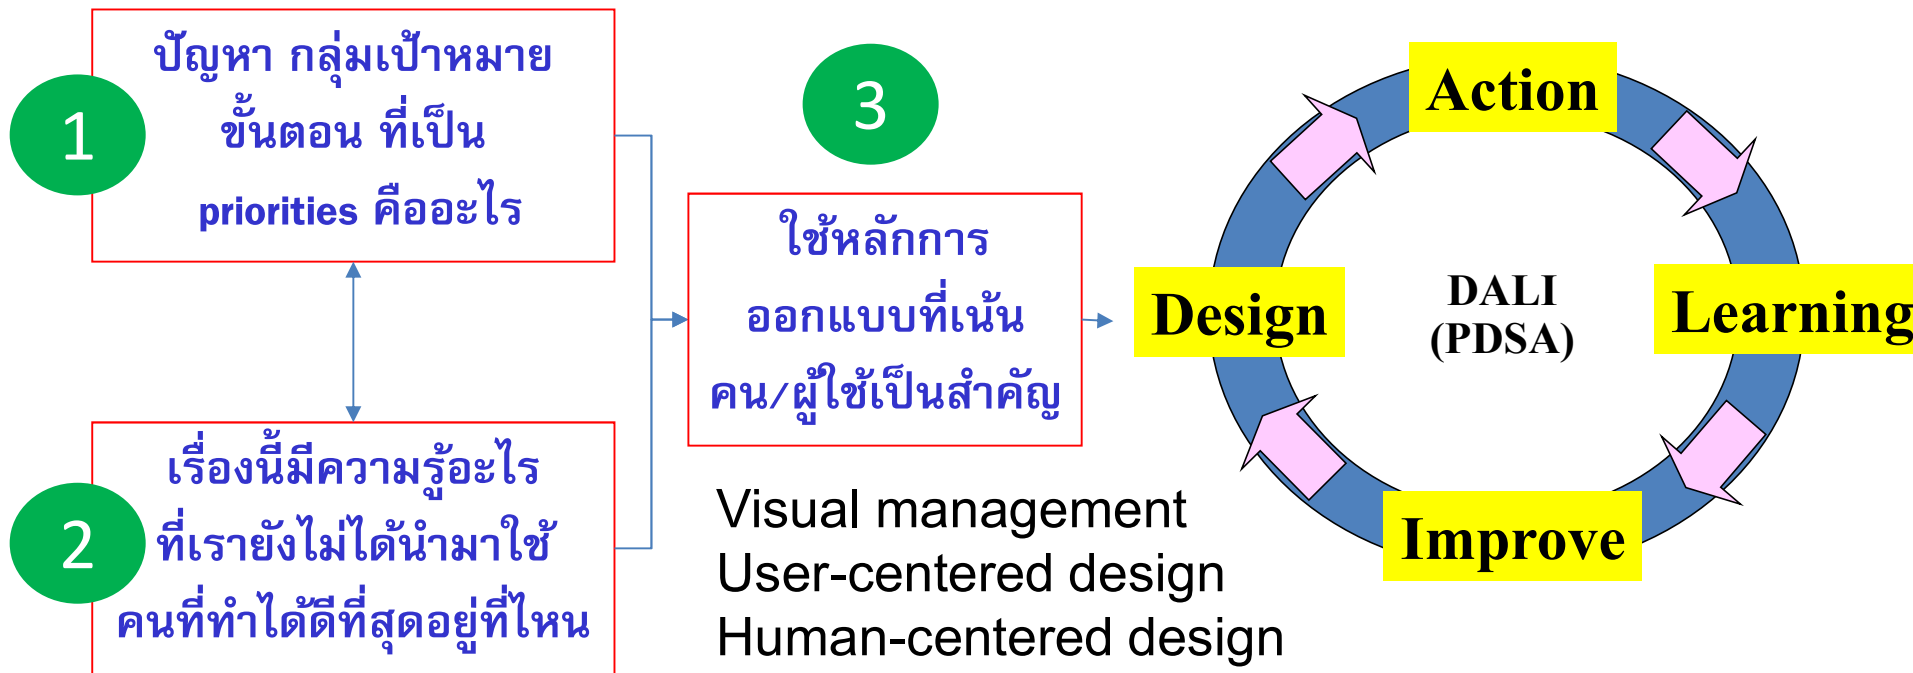 1
ปัญหา กลุ่มเป้าหมาย
ขั้นตอน ที่เป็น
priorities คืออะไร
2
เรื่องนี้มีความรู้อะไร
ที่เรายังไม่ได้นำมาใช้
คนที่ทำได้ดีที่สุดอยู่ที่ไหน
3
ใช้หลักการ
ออกแบบที่เน้น
คน/ผู้ใช้เป็นสำคัญ
Visual management
User-centered design
Human-centered design
Action
Design
DALI
(PDSA)
Learning
Improve